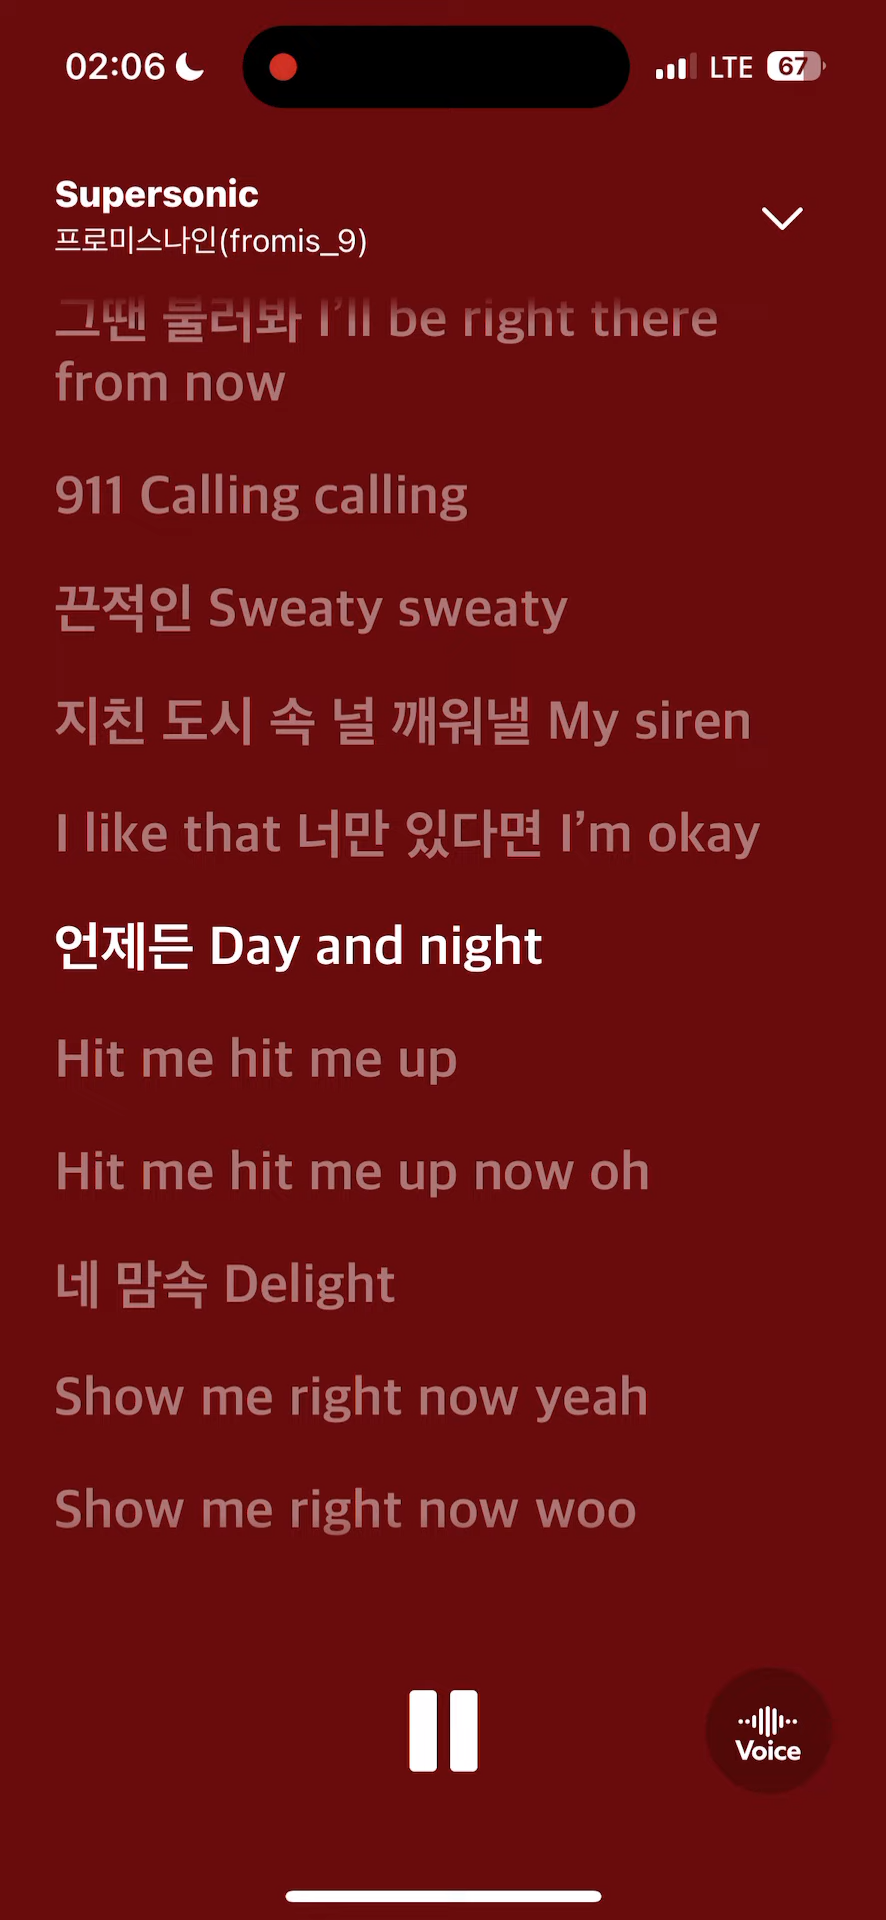 02:06
LTE
67
Supersonic
프로미스나인(fromis_9)
그땐 불러봐 I’ll be right there
from now
911 Calling calling
끈적인 Sweaty sweaty
지친 도시 속 널 깨워낼 My siren
I like that 너만 있다면 I’m okay
언제든 Day and night
Hit me hit me up
Hit me hit me up now oh
네 맘속 Delight
Show me right now yeah
Show me right now woo
Voice